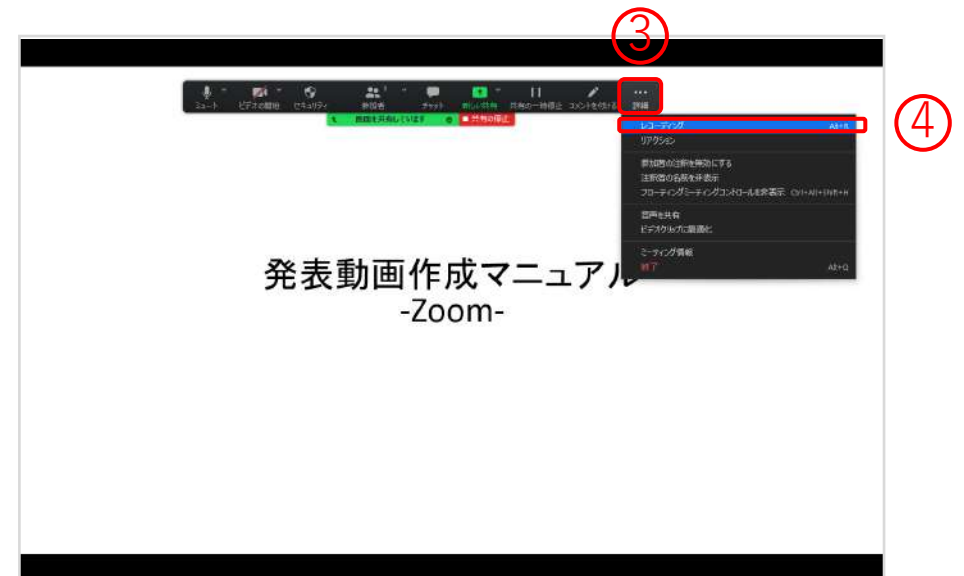 ③
ミュート ビデオの開始 セキュリティ 参加者 1 チャット 新しい共有 共有の一時停止 コメントを付ける 詳細
画面を共有しています 共有の停止
④
レコーディング Alt+R
リアクション
参加者の注釈を無効にする
注釈者の名前を非表示
フローティングミーティングコントロールを非表示 Ctrl+Alt+Shift+H
音声を共有
ビデオクリップに最適化
ミーティング情報
終了 Alt+Q
発表動画作成マニュアル
-Zoom-